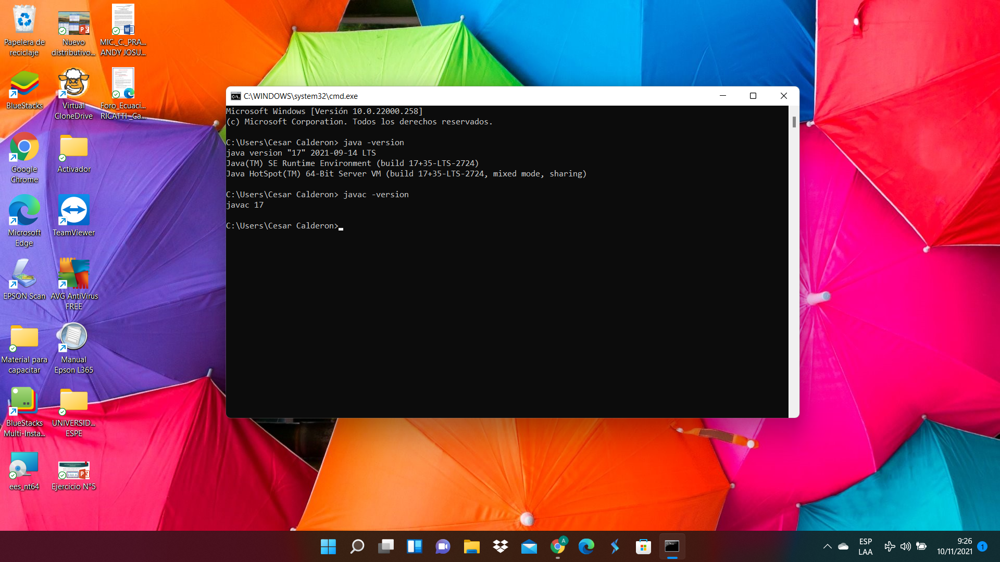 Papelera de
reciclaje
Nuevo
distributivo...
MIC._C._PRA...
ANDY JOSU...
BlueStacks
Virtual
CloneDrive
Foro_Ecuaci...
RICATTI_Ca...
Google
Chrome
Activador
Microsoft
Edge
TeamViewer
EPSON Scan
AVG AntiVirus
FREE
Material para
capacitar
Manual
Epson L365
BlueStacks
Multi-Insta...
UNIVERSID...
ESPE
ees_nt64
Ejercicio N°5
C:\WINDOWS\system32\cmd.exe
Microsoft Windows [Versión 10.0.22000.258]
(c) Microsoft Corporation. Todos los derechos reservados.
C:\Users\Cesar Calderon> java -version
java version "17" 2021-09-14 LTS
Java(TM) SE Runtime Environment (build 17+35-LTS-2724)
Java HotSpot(TM) 64-Bit Server VM (build 17+35-LTS-2724, mixed mode, sharing)
C:\Users\Cesar Calderon> javac -version
javac 17
C:\Users\Cesar Calderon>
A
ESP
LAA
9:26
10/11/2021
1